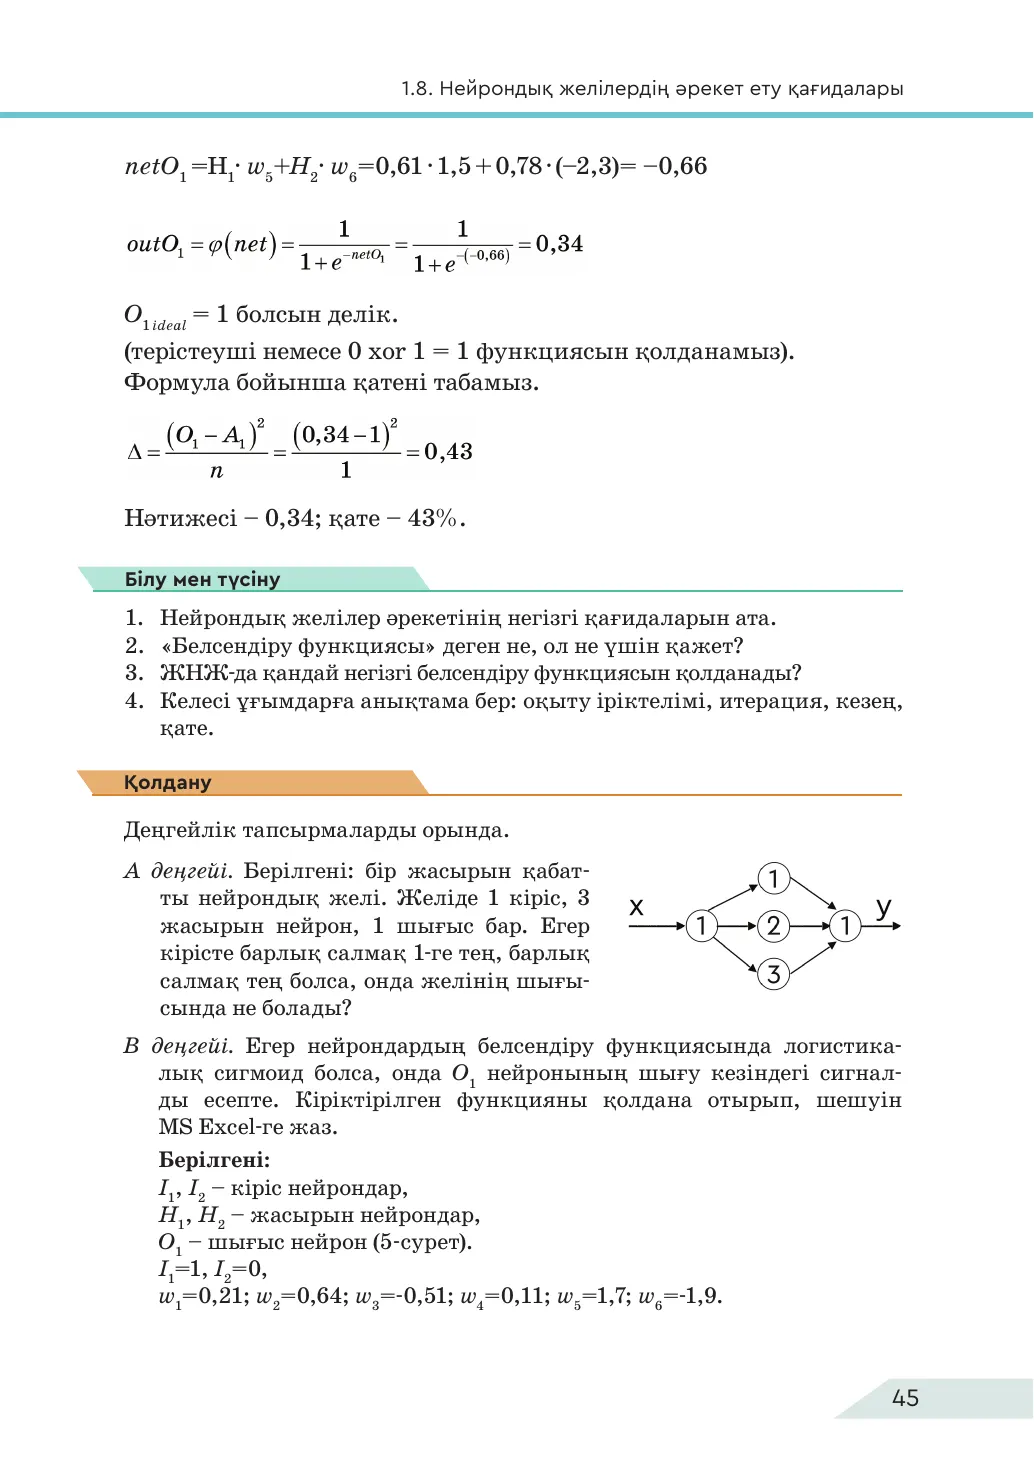 1.8. Нейрондық желілердің әрекет ету қағидалары
netO₁ =H₁· w₅+H₂· w₆=0,61 · 1,5 + 0,78 · (−2,3)= −0,66
outO₁ = φ(net) = 1/(1 + e^(−netO₁)) = 1/(1 + e^(−(−0,66))) = 0,34
O₁ideal = 1 болсын делік.
(терістеуші немесе 0 xor 1 = 1 функциясын қолданамыз).
Формула бойынша қатені табамыз.
Δ = (O₁ − A₁)²/n = (0,34 − 1)²/1 = 0,43
Нәтижесі – 0,34; қате – 43%.
Білу мен түсіну
1. Нейрондық желілер әрекетінің негізгі қағидаларын ата.
2. «Белсендіру функциясы» деген не, ол не үшін қажет?
3. ЖНЖ-да қандай негізгі белсендіру функциясын қолданады?
4. Келесі ұғымдарға анықтама бер: оқыту іріктелімі, итерация, кезең,
қате.
Қолдану
Деңгейлік тапсырмаларды орында.
А деңгейі. Берілгені: бір жасырын қабат-
ты нейрондық желі. Желіде 1 кіріс, 3
жасырын нейрон, 1 шығыс бар. Егер
кірісте барлық салмақ 1-ге тең, барлық
салмақ тең болса, онда желінің шығы-
сында не болады?
x
1
1
2
3
1
y
В деңгейі. Егер нейрондардың белсендіру функциясында логистика-
лық сигмоид болса, онда O₁ нейронының шығу кезіндегі сигнал-
ды есепте. Кіріктірілген функцияны қолдана отырып, шешуін
MS Excel-ге жаз.
Берілгені:
I₁, I₂ – кіріс нейрондар,
H₁, H₂ – жасырын нейрондар,
O₁ – шығыс нейрон (5-сурет).
I₁=1, I₂=0,
w₁=0,21; w₂=0,64; w₃=-0,51; w₄=0,11; w₅=1,7; w₆=-1,9.
45